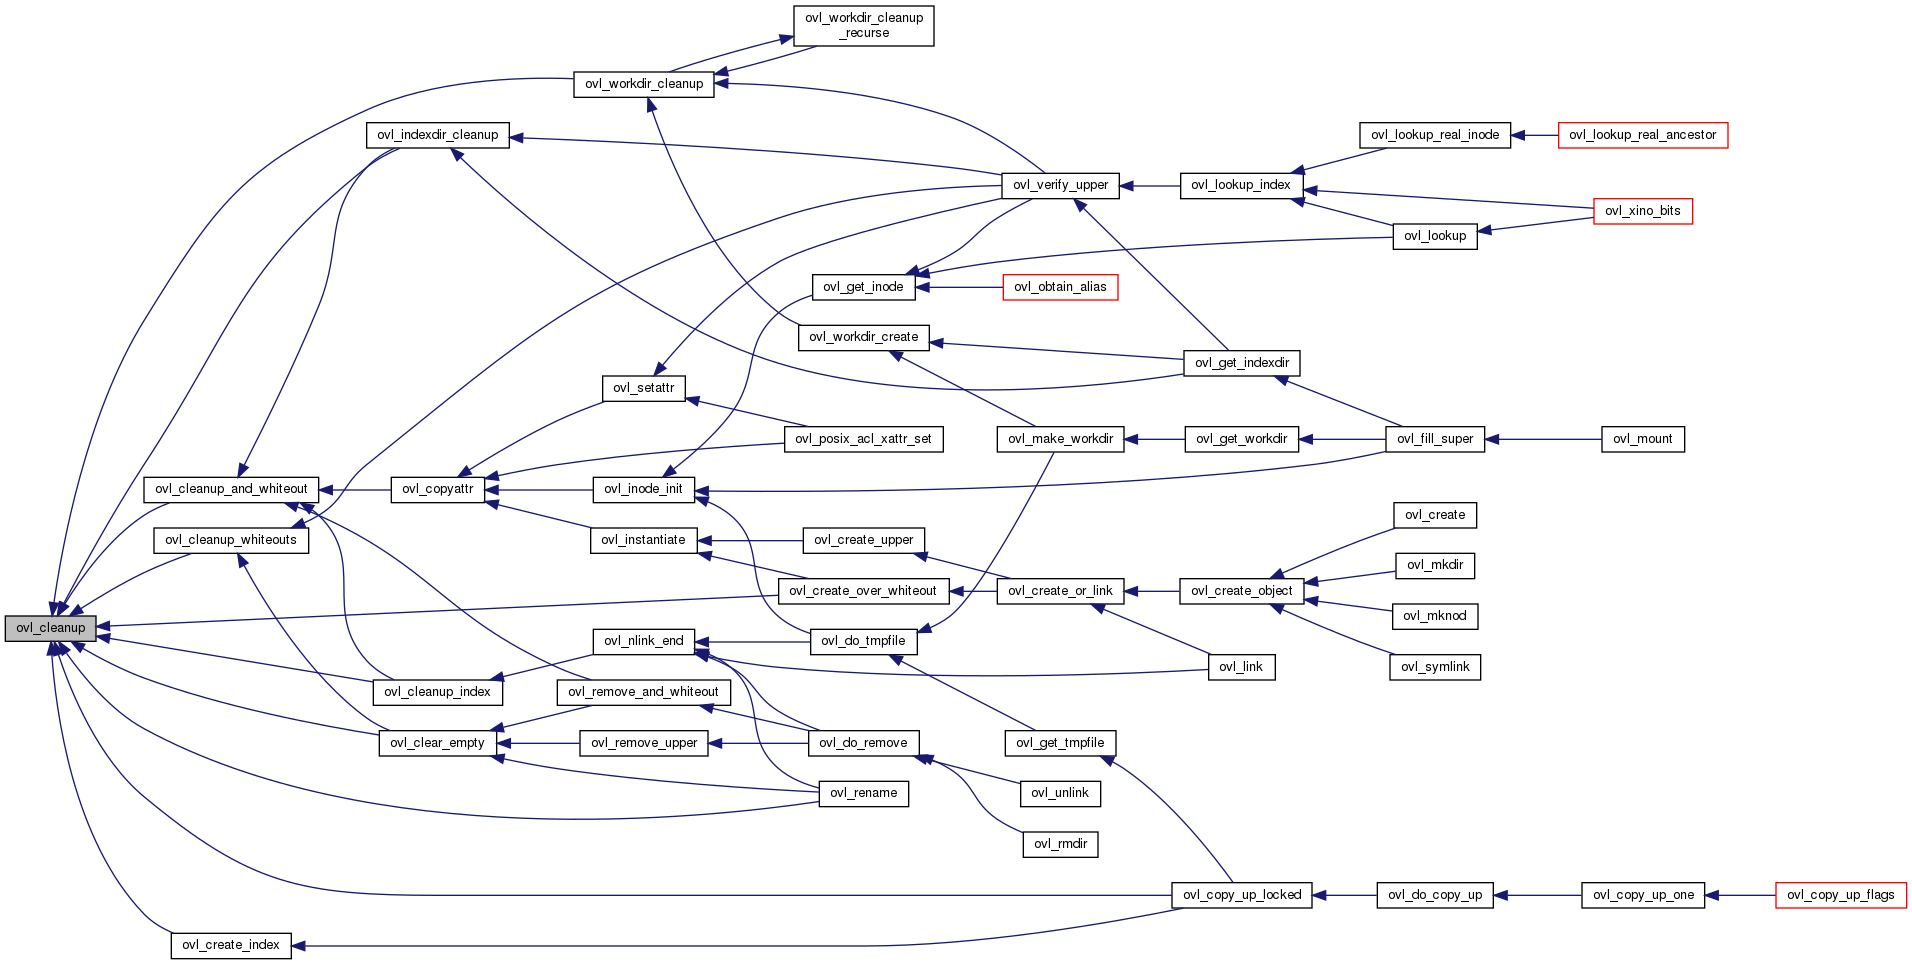 ovl_workdir_cleanup
_recurse
ovl_workdir_cleanup
ovl_indexdir_cleanup
ovl_lookup_real_inode
ovl_lookup_real_ancestor
ovl_verify_upper
ovl_lookup_index
ovl_xino_bits
ovl_lookup
ovl_get_inode
ovl_obtain_alias
ovl_workdir_create
ovl_get_indexdir
ovl_setattr
ovl_posix_acl_xattr_set
ovl_make_workdir
ovl_get_workdir
ovl_fill_super
ovl_mount
ovl_cleanup_and_whiteout
ovl_copyattr
ovl_inode_init
ovl_create
ovl_cleanup_whiteouts
ovl_instantiate
ovl_create_upper
ovl_mkdir
ovl_create_over_whiteout
ovl_create_or_link
ovl_create_object
ovl_mknod
ovl_cleanup
ovl_nlink_end
ovl_do_tmpfile
ovl_link
ovl_symlink
ovl_cleanup_index
ovl_remove_and_whiteout
ovl_clear_empty
ovl_remove_upper
ovl_do_remove
ovl_get_tmpfile
ovl_rename
ovl_unlink
ovl_rmdir
ovl_copy_up_locked
ovl_do_copy_up
ovl_copy_up_one
ovl_copy_up_flags
ovl_create_index